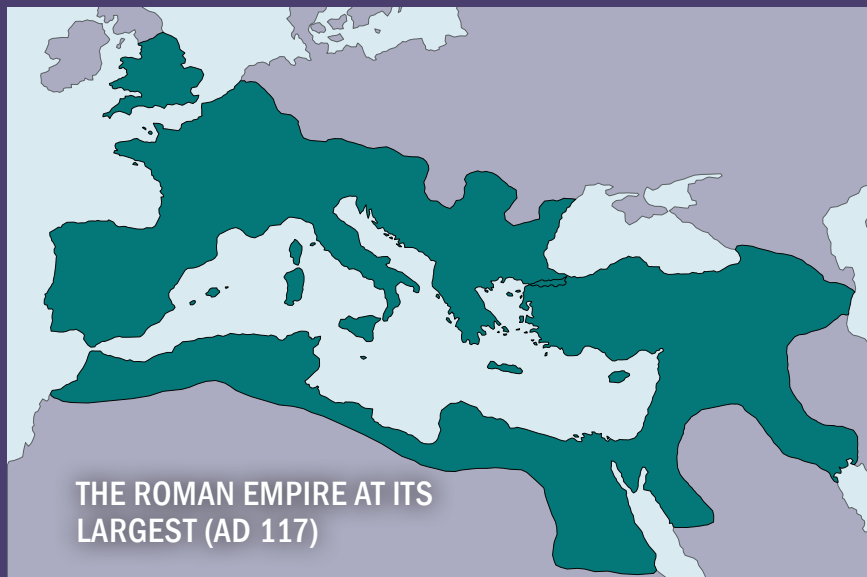 THE ROMAN EMPIRE AT ITS
LARGEST (AD 117)